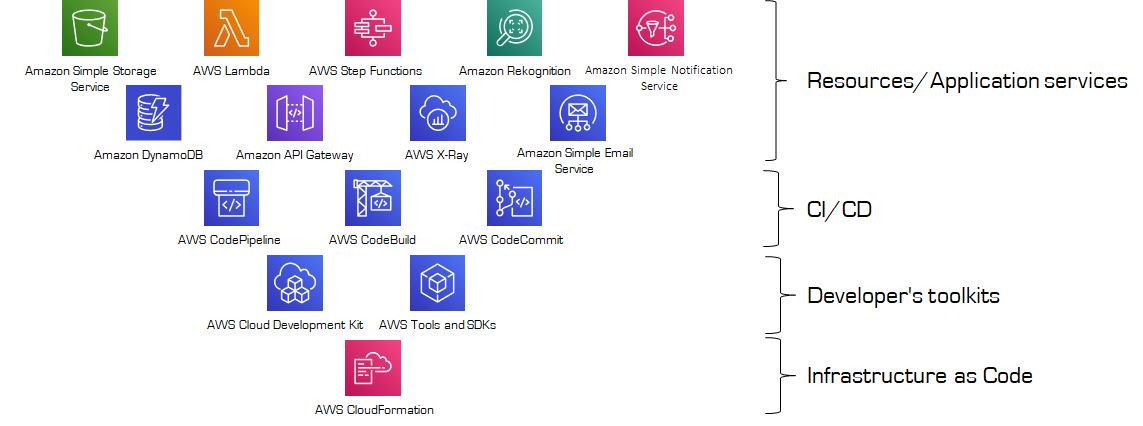 Amazon Simple Storage
Service
AWS Lambda
AWS Step Functions
Amazon Rekognition
Amazon Simple Notification
Service
Resources/Application services
Amazon DynamoDB
Amazon API Gateway
AWS X-Ray
Amazon Simple Email
Service
AWS CodePipeline
AWS CodeBuild
AWS CodeCommit
CI/CD
AWS Cloud Development Kit
AWS Tools and SDKs
Developer's toolkits
AWS CloudFormation
Infrastructure as Code